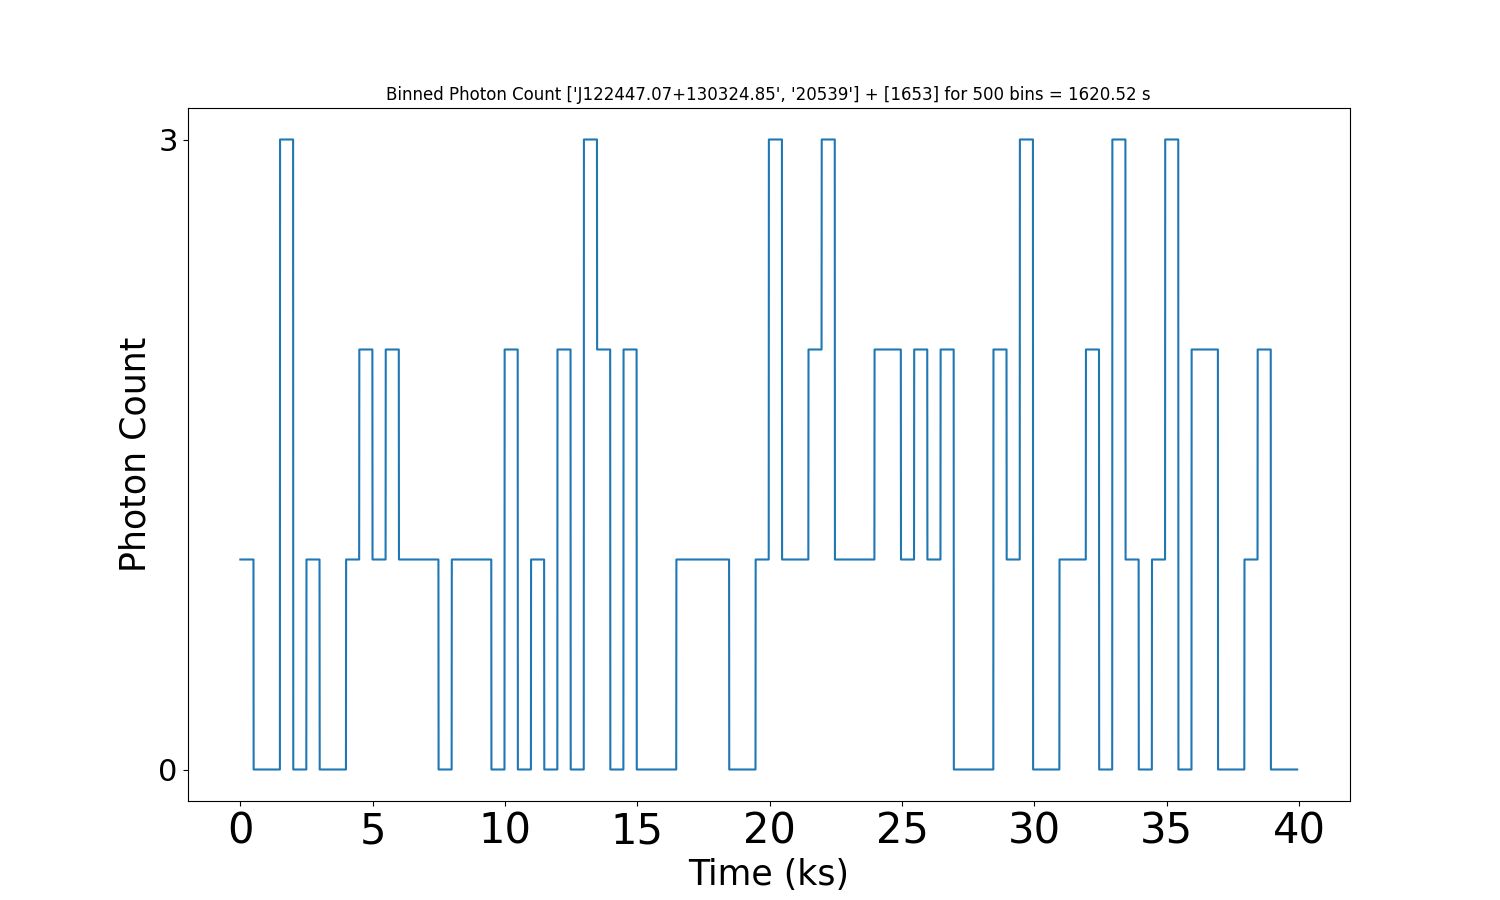 Binned Photon Count ['J122447.07+130324.85', '20539'] + [1653] for 500 bins = 1620.52 s
3
Photon Count
0
0 5 10 15 20 25 30 35 40
Time (ks)